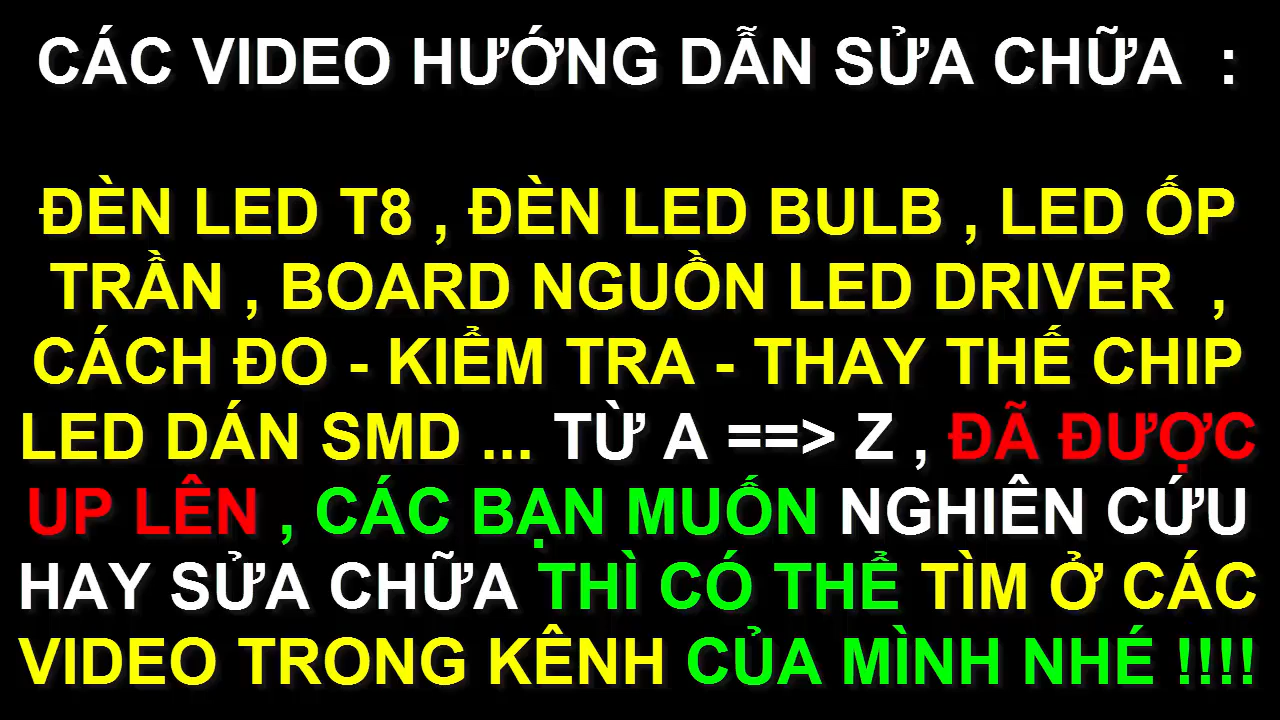 CÁC VIDEO HƯỚNG DẪN SỬA CHỮA :
ĐÈN LED T8 , ĐÈN LED BULB , LED ỐP
TRẦN , BOARD NGUỒN LED DRIVER ,
CÁCH ĐO - KIỂM TRA - THAY THẾ CHIP
LED DÁN SMD ... TỪ A ==> Z , ĐÃ ĐƯỢC
UP LÊN , CÁC BẠN MUỐN NGHIÊN CỨU
HAY SỬA CHỮA THÌ CÓ THỂ TÌM Ở CÁC
VIDEO TRONG KÊNH CỦA MÌNH NHÉ !!!!